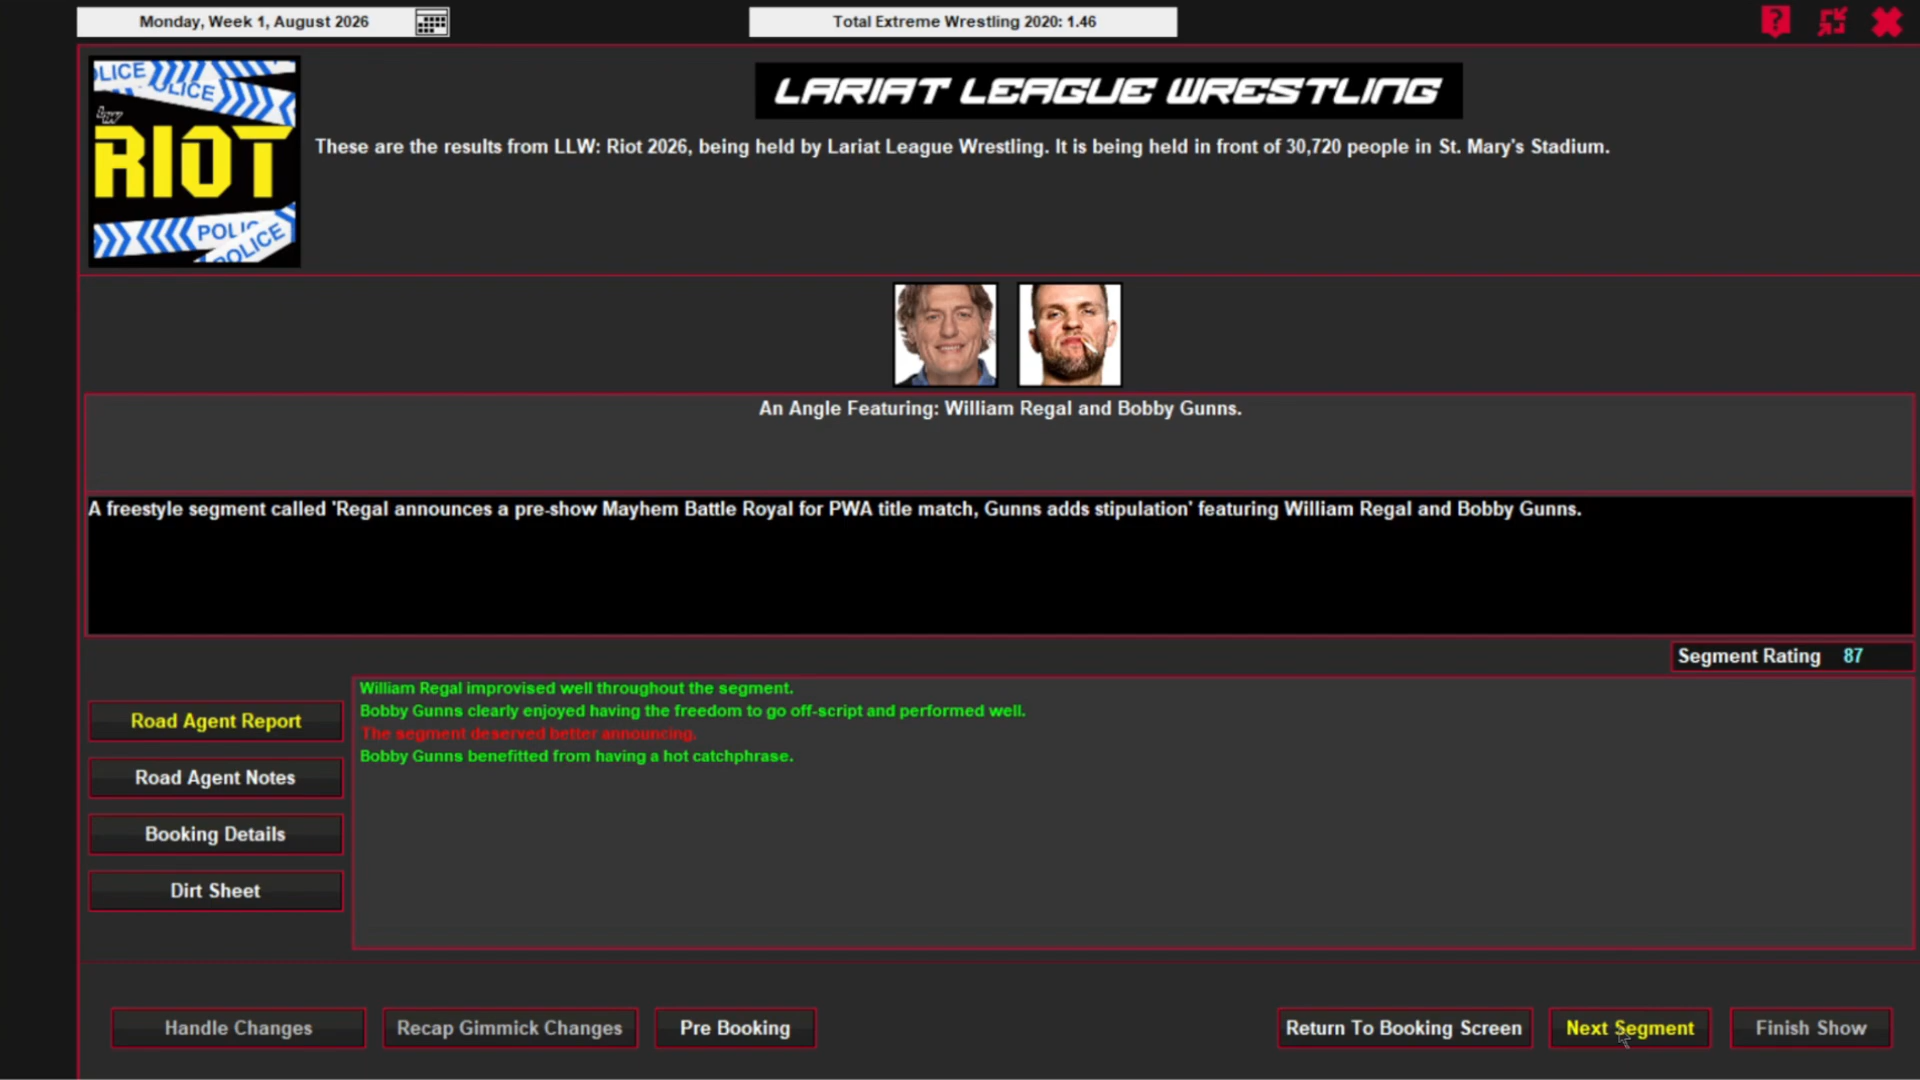 Monday, Week 1, August 2026
Total Extreme Wrestling 2020: 1.46
?
LARIAT LEAGUE WRESTLING
POLICE
POLICE
LLW
RIOT
POLICE
POLICE
These are the results from LLW: Riot 2026, being held by Lariat League Wrestling. It is being held in front of 30,720 people in St. Mary's Stadium.
An Angle Featuring: William Regal and Bobby Gunns.
A freestyle segment called 'Regal announces a pre-show Mayhem Battle Royal for PWA title match, Gunns adds stipulation' featuring William Regal and Bobby Gunns.
Segment Rating 87
Road Agent Report
Road Agent Notes
Booking Details
Dirt Sheet
William Regal improvised well throughout the segment.
Bobby Gunns clearly enjoyed having the freedom to go off-script and performed well.
The segment deserved better announcing.
Bobby Gunns benefitted from having a hot catchphrase.
Handle Changes
Recap Gimmick Changes
Pre Booking
Return To Booking Screen
Next Segment
Finish Show